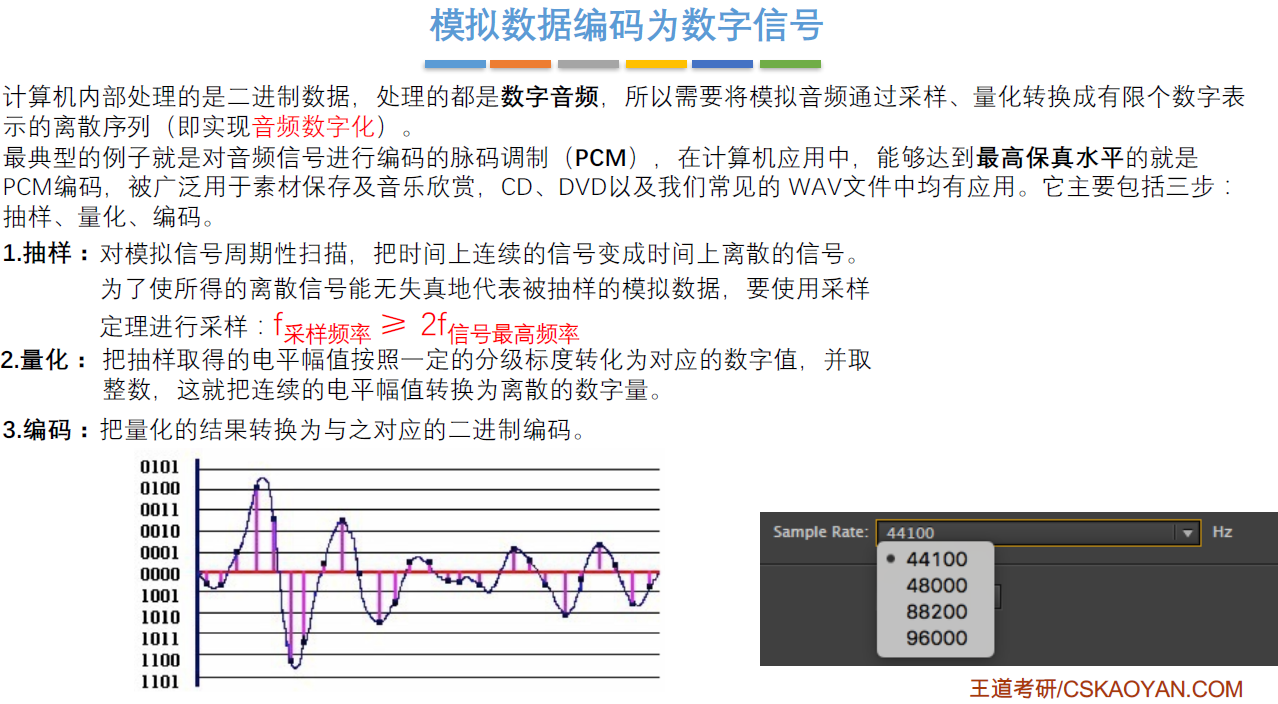 模拟数据编码为数字信号
计算机内部处理的是二进制数据，处理的都是数字音频，所以需要将模拟音频通过采样、量化转换成有限个数字表
示的离散序列（即实现音频数字化）。
最典型的例子就是对音频信号进行编码的脉码调制（PCM），在计算机应用中，能够达到最高保真水平的就是
PCM编码，被广泛用于素材保存及音乐欣赏，CD、DVD以及我们常见的 WAV文件中均有应用。它主要包括三步：
抽样、量化、编码。
1.抽样：对模拟信号周期性扫描，把时间上连续的信号变成时间上离散的信号。
为了使所得的离散信号能无失真地代表被抽样的模拟数据，要使用采样
定理进行采样：f采样频率 ≥ 2f信号最高频率
2.量化：把抽样取得的电平幅值按照一定的分级标度转化为对应的数字值，并取
整数，这就把连续的电平幅值转换为离散的数字量。
3.编码：把量化的结果转换为与之对应的二进制编码。
0101
0100
0011
0010
0001
0000
1001
1010
1011
1100
1101
Sample Rate: 44100 Hz
44100
48000
88200
96000
王道考研/CSKAOYAN.COM